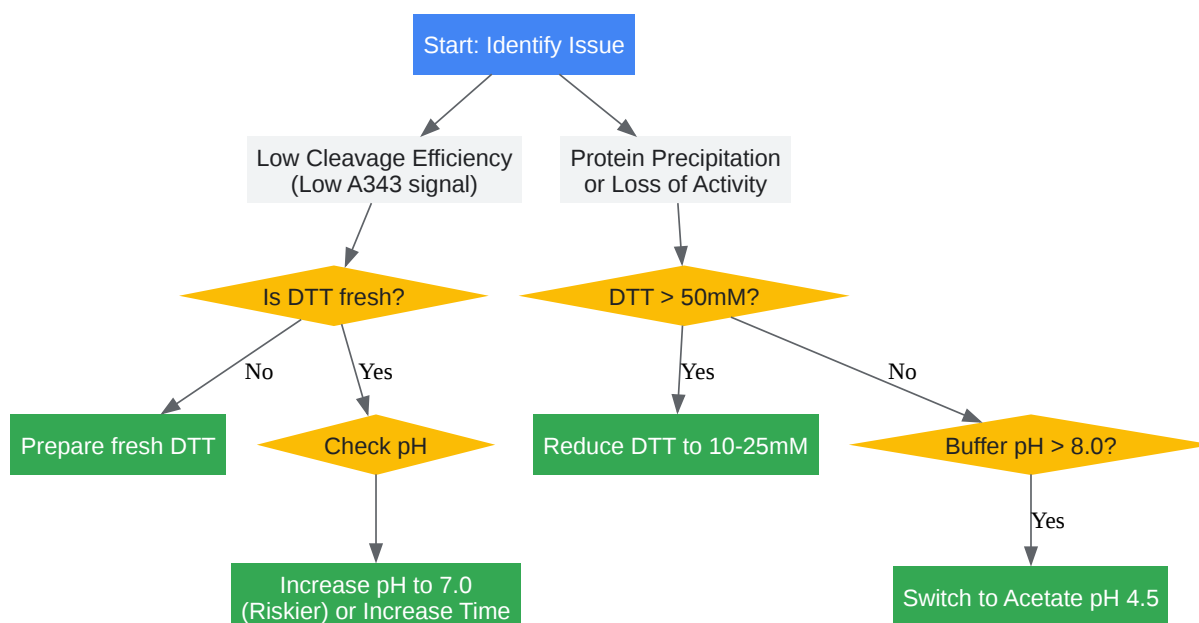 Start: Identify Issue
Low Cleavage Efficiency
(Low A343 signal)
Protein Precipitation
or Loss of Activity
Is DTT fresh?
DTT > 50mM?
No
Yes
Yes
No
Prepare fresh DTT
Check pH
Reduce DTT to 10-25mM
Buffer pH > 8.0?
Yes
Increase pH to 7.0
(Riskier) or Increase Time
Switch to Acetate pH 4.5